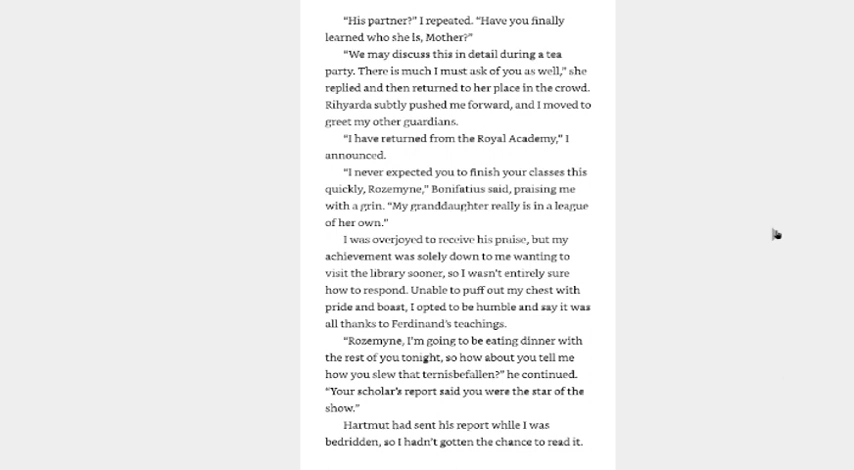 “His partner?” I repeated. “Have you finally
learned who she is, Mother?”
“We may discuss this in detail during a tea
party. There is much I must ask of you as well,” she
replied and then returned to her place in the crowd.
Rihyarda subtly pushed me forward, and I moved to
greet my other guardians.
“I have returned from the Royal Academy,” I
announced.
“I never expected you to finish your classes this
quickly, Rozemyne,” Bonifatius said, praising me
with a grin. “My granddaughter really is in a league
of her own.”
I was overjoyed to receive his praise, but my
achievement was solely down to me wanting to
visit the library sooner, so I wasn’t entirely sure
how to respond. Unable to puff out my chest with
pride and boast, I opted to be humble and say it was
all thanks to Ferdinand’s teachings.
“Rozemyne, I’m going to be eating dinner with
the rest of you tonight, so how about you tell me
how you slew that ternisbefallen?” he continued.
“Your scholar’s report said you were the star of the
show.”
Hartmut had sent his report while I was
bedridden, so I hadn’t gotten the chance to read it.